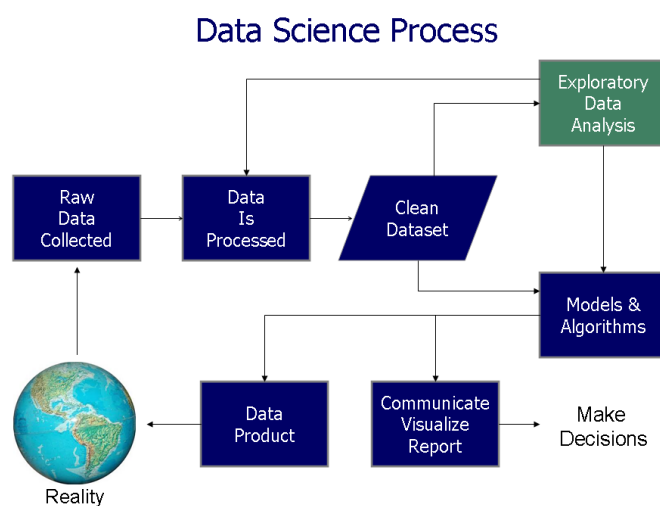 Data Science Process
Exploratory
Data
Analysis
Raw
Data
Collected
Data
Is
Processed
Clean
Dataset
Models &
Algorithms
Data
Product
Communicate
Visualize
Report
Make
Decisions
Reality